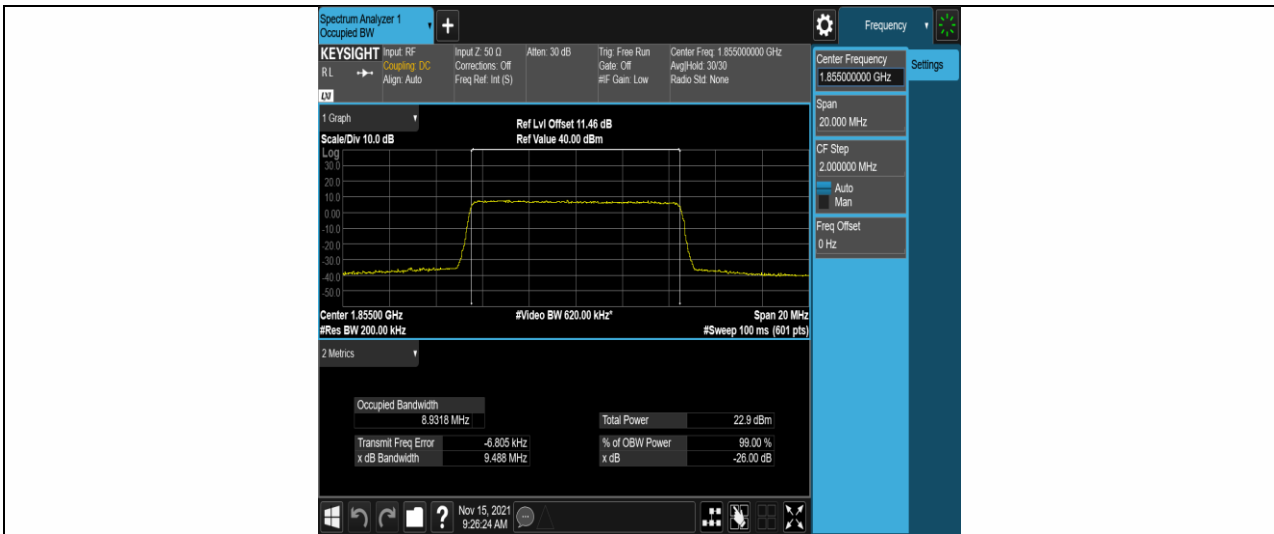 Spectrum Analyzer 1
Occupied BW
+
Frequency
KEYSIGHT
RL
LXI
Input: RF
Coupling: DC
Align: Auto
Input Z: 50 Ω
Corrections: Off
Freq Ref: Int (S)
Atten: 30 dB
Trig: Free Run
Gate: Off
#IF Gain: Low
Center Freq: 1.855000000 GHz
Avg|Hold: 30/30
Radio Std: None
1 Graph
Scale/Div 10.0 dB
Ref Lvl Offset 11.46 dB
Ref Value 40.00 dBm
Log
30.0
20.0
10.0
0.00
-10.0
-20.0
-30.0
-40.0
-50.0
Center 1.85500 GHz
#Video BW 620.00 kHz*
Span 20 MHz
#Res BW 200.00 kHz
#Sweep 100 ms (601 pts)
2 Metrics
Occupied Bandwidth
8.9318 MHz
Total Power 22.9 dBm
Transmit Freq Error -6.805 kHz
% of OBW Power 99.00 %
x dB Bandwidth 9.488 MHz
x dB -26.00 dB
Center Frequency
1.855000000 GHz
Settings
Span
20.000 MHz
CF Step
2.000000 MHz
Auto
Man
Freq Offset
0 Hz
?
Nov 15, 2021
9:26:24 AM